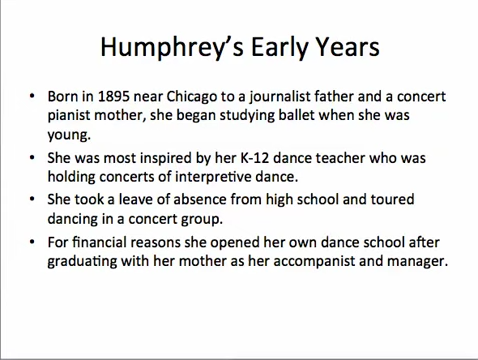 Humphrey's Early Years
• Born in 1895 near Chicago to a journalist father and a concert
pianist mother, she began studying ballet when she was
young.
• She was most inspired by her K-12 dance teacher who was
holding concerts of interpretive dance.
• She took a leave of absence from high school and toured
dancing in a concert group.
• For financial reasons she opened her own dance school after
graduating with her mother as her accompanist and manager.